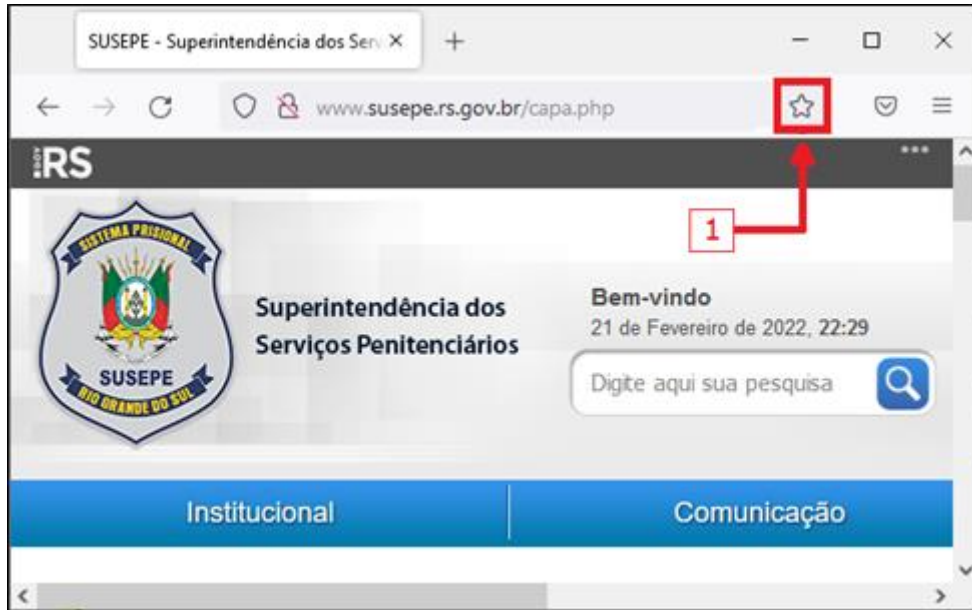 SUSEPE - Superintendência dos Serv
www.susepe.rs.gov.br/capa.php
GOV
RS
1
SISTEMA PRISIONAL
SUSEPE
RIO GRANDE DO SUL
Superintendência dos
Serviços Penitenciários
Bem-vindo
21 de Fevereiro de 2022, 22:29
Digite aqui sua pesquisa
Institucional
Comunicação